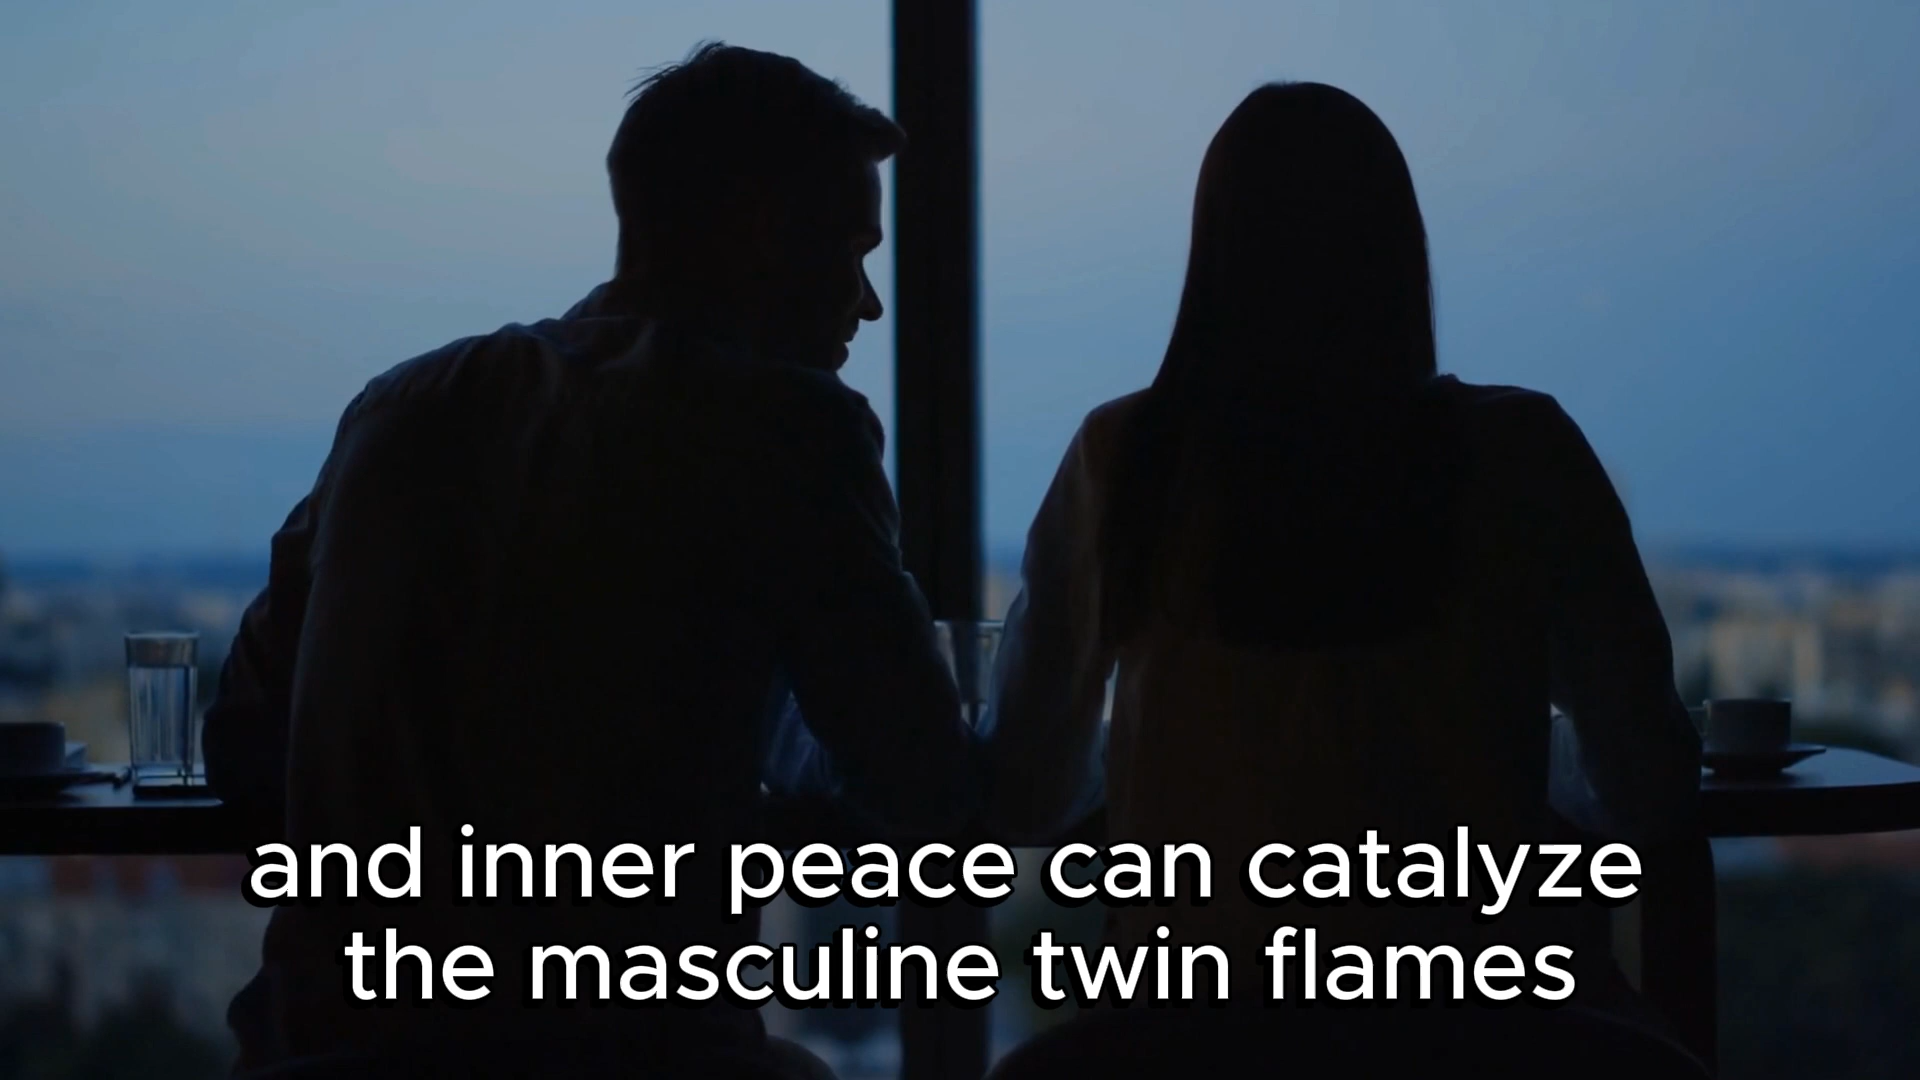 and inner peace can catalyze
the masculine twin flames